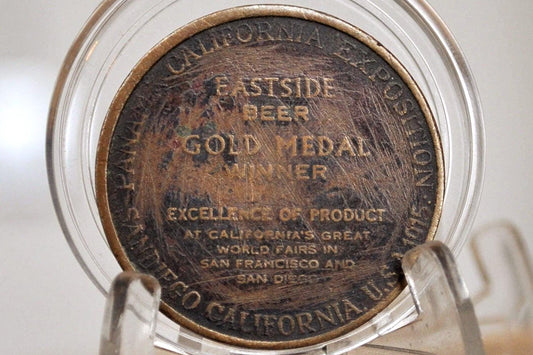 PANAMA CALIFORNIA EXPOSITION
SAN DIEGO CALIFORNIA. U.S.A. 1915.
EASTSIDE
BEER
GOLD MEDAL
WINNER
EXCELLENCE OF PRODUCT
AT CALIFORNIA'S GREAT
WORLD FAIRS IN
SAN FRANCISCO AND
SAN DIEGO